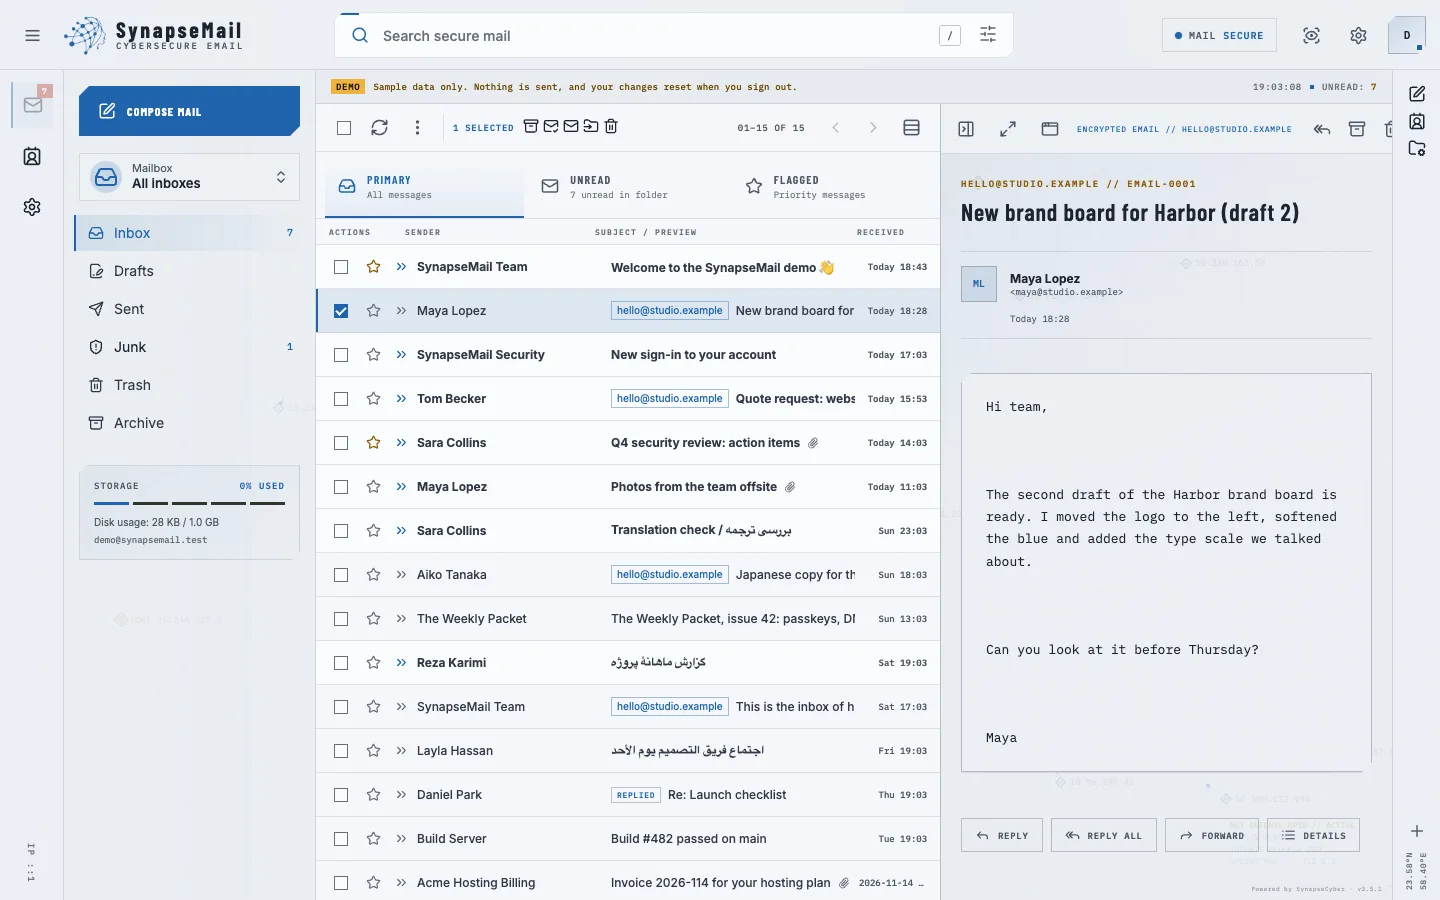 SynapseMail
CYBERSECURE EMAIL
Search secure mail
/
MAIL SECURE
D
7
COMPOSE MAIL
Mailbox
All inboxes
Inbox 7
Drafts
Sent
Junk 1
Trash
Archive
STORAGE 0% USED
Disk usage: 28 KB / 1.0 GB
demo@synapsemail.test
IP ::1
DEMO Sample data only. Nothing is sent, and your changes reset when you sign out.
19:03:08 UNREAD: 7
1 SELECTED
01–15 OF 15
PRIMARY
All messages
UNREAD
7 unread in folder
FLAGGED
Priority messages
ACTIONS SENDER SUBJECT / PREVIEW RECEIVED
SynapseMail Team Welcome to the SynapseMail demo 👋 Today 18:43
Maya Lopez hello@studio.example New brand board for Today 18:28
SynapseMail Security New sign-in to your account Today 17:03
Tom Becker hello@studio.example Quote request: webs Today 15:53
Sara Collins Q4 security review: action items Today 14:03
Maya Lopez Photos from the team offsite Today 11:03
Sara Collins Translation check / بررسی ترجمه Sun 23:03
Aiko Tanaka hello@studio.example Japanese copy for th Sun 18:03
The Weekly Packet The Weekly Packet, issue 42: passkeys, DN Sun 13:03
Reza Karimi گزارش ماهانهٔ پروژه Sat 19:03
SynapseMail Team hello@studio.example This is the inbox of h Sat 17:03
Layla Hassan اجتماع فريق التصميم يوم الأحد Fri 19:03
Daniel Park REPLIED Re: Launch checklist Thu 19:03
Build Server Build #482 passed on main Tue 19:03
Acme Hosting Billing Invoice 2026-114 for your hosting plan 2026-11-14 …
ENCRYPTED EMAIL // HELLO@STUDIO.EXAMPLE
HELLO@STUDIO.EXAMPLE // EMAIL-0001
New brand board for Harbor (draft 2)
ML
Maya Lopez
<maya@studio.example>
Today 18:28
Hi team,
The second draft of the Harbor brand board is
ready. I moved the logo to the left, softened
the blue and added the type scale we talked
about.
Can you look at it before Thursday?
Maya
REPLY
REPLY ALL
FORWARD
DETAILS
Powered by SynapseCyber · v3.5.1
23.58°N
58.40°E